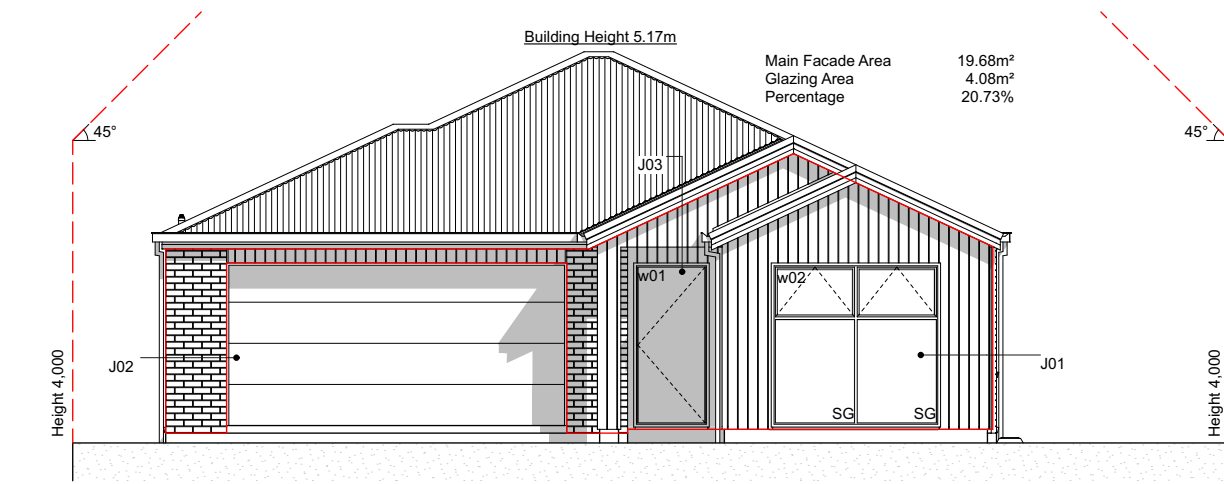 Building Height 5.17m
Main Facade Area 19.68m²
Glazing Area 4.08m²
Percentage 20.73%
45°
45°
J03
w01
w02
J02
J01
Height 4,000
Height 4,000
SG
SG